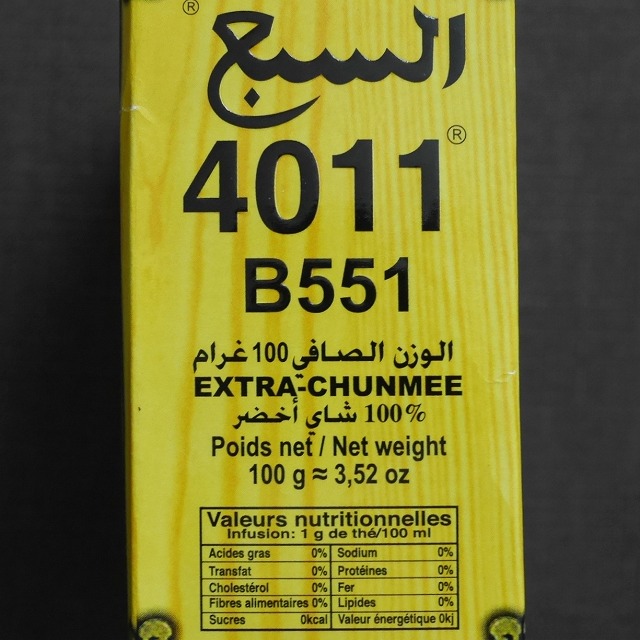 ®
السبع
4011®
B551
الوزن الصافي 100 غرام
EXTRA-CHUNMEE
100% شاي أخضر
Poids net / Net weight
100 g ≈ 3,52 oz
Valeurs nutritionnelles
Infusion: 1 g de thé/100 ml
Acides gras 0% Sodium 0%
Transfat 0% Protéines 0%
Cholestérol 0% Fer 0%
Fibres alimentaires 0% Lipides 0%
Sucres 0kcal Valeur énergétique 0kj